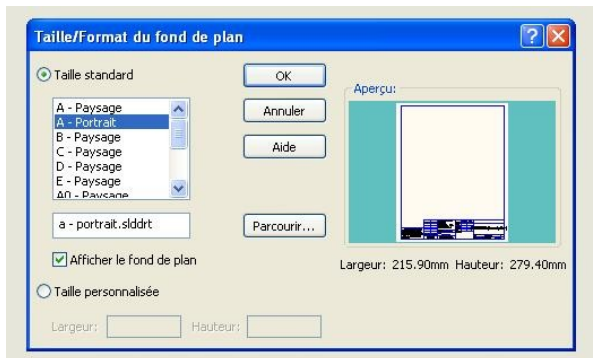 Taille/Format du fond de plan
Taille standard
A - Paysage
A - Portrait
B - Paysage
C - Paysage
D - Paysage
E - Paysage
A0 - Paysage
a - portrait.slddrt
Afficher le fond de plan
Taille personnalisée
Largeur:
Hauteur:
OK
Annuler
Aide
Parcourir...
Aperçu:
Largeur: 215.90mm Hauteur: 279.40mm